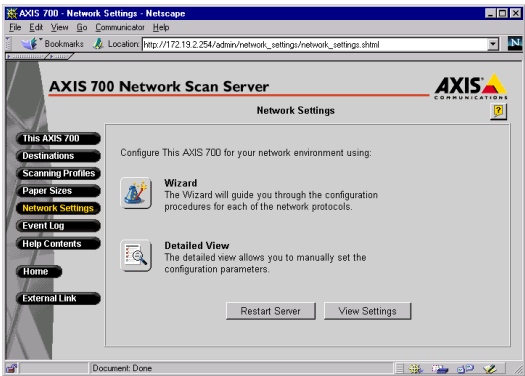 AXIS 700 - Network Settings - Netscape
File Edit View Go Communicator Help
Bookmarks Location: http://172.19.2.254/admin/network_settings/network_settings.shtml N
AXIS 700 Network Scan Server
AXIS
COMMUNICATIONS
Network Settings
?
This AXIS 700
Destinations
Scanning Profiles
Paper Sizes
Network Settings
Event Log
Help Contents
Home
External Link
Configure This AXIS 700 for your network environment using:
Wizard
The Wizard will guide you through the configuration
procedures for each of the network protocols.
Detailed View
The detailed view allows you to manually set the
configuration parameters.
Restart Server View Settings
Document: Done